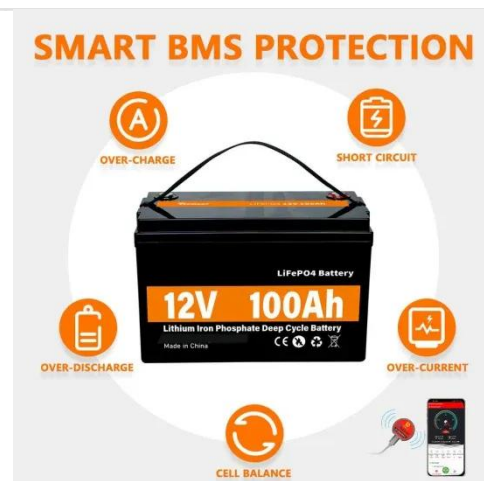 SMART BMS PROTECTION
OVER-CHARGE
SHORT CIRCUIT
LiFePO4 Battery
12V 100Ah
Lithium Iron Phosphate Deep Cycle Battery
Made in China
CE
OVER-DISCHARGE
OVER-CURRENT
CELL BALANCE